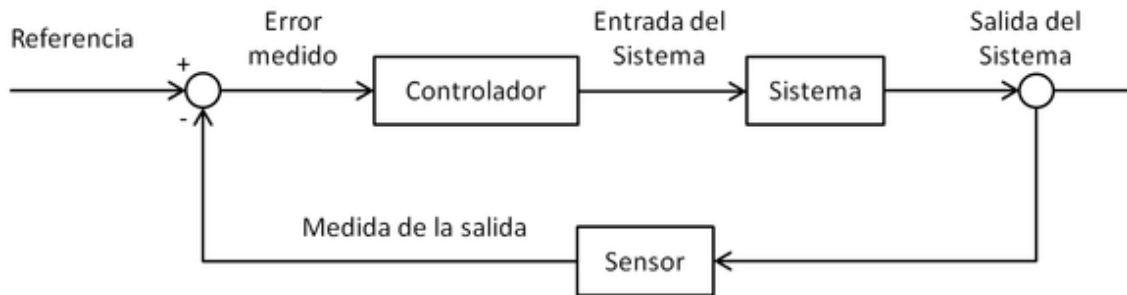 Referencia
Error
medido
Entrada del
Sistema
Salida del
Sistema
+
-
Controlador
Sistema
Medida de la salida
Sensor